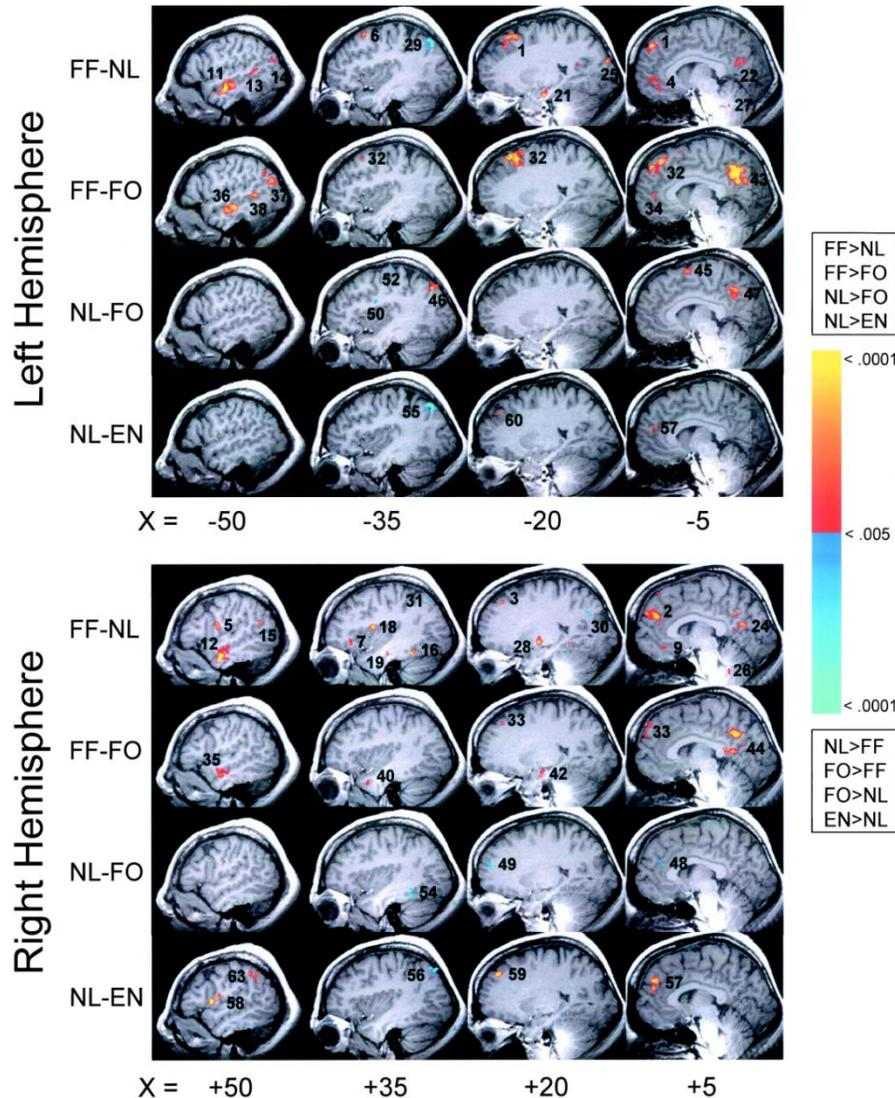 Left Hemisphere
FF-NL
11 13 14 6 29 1 21 25 1 4 22 27
FF-FO
36 38 37 32 32 32 34 43
NL-FO
52 50 46 45 47
NL-EN
55 60 57
X = -50 -35 -20 -5
Right Hemisphere
FF-NL
12 5 15 7 18 19 31 16 3 28 30 2 9 24 26
FF-FO
35 40 33 42 33 44
NL-FO
54 49 48
NL-EN
63 58 56 59 57
X = +50 +35 +20 +5
FF>NL
FF>FO
NL>FO
NL>EN
< .0001
< .005
< .0001
NL>FF
FO>FF
FO>NL
EN>NL